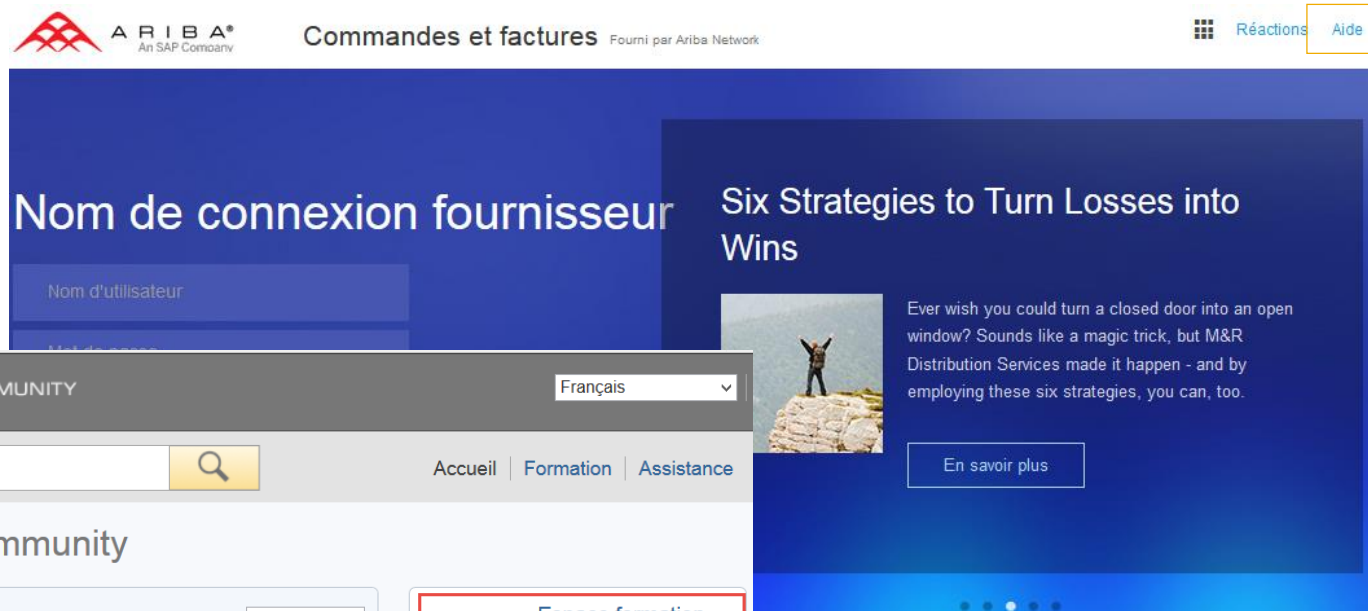 ARIBA®
An SAP Company
Commandes et factures Fourni par Ariba Network
Réactions
Aide
Nom de connexion fournisseur
Nom d'utilisateur
Six Strategies to Turn Losses into
Wins
Ever wish you could turn a closed door into an open
window? Sounds like a magic trick, but M&R
Distribution Services made it happen - and by
employing these six strategies, you can, too.
En savoir plus
MUNITY
Français
Accueil
Formation
Assistance
mmunity